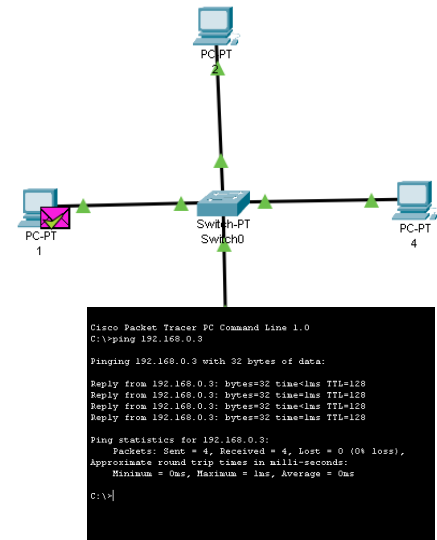 PC-PT
2
PC-PT
1
Switch-PT
Switch0
PC-PT
4
Cisco Packet Tracer PC Command Line 1.0
C:\>ping 192.168.0.3
Pinging 192.168.0.3 with 32 bytes of data:
Reply from 192.168.0.3: bytes=32 time<1ms TTL=128
Reply from 192.168.0.3: bytes=32 time=1ms TTL=128
Reply from 192.168.0.3: bytes=32 time<1ms TTL=128
Reply from 192.168.0.3: bytes=32 time=1ms TTL=128
Ping statistics for 192.168.0.3:
Packets: Sent = 4, Received = 4, Lost = 0 (0% loss),
Approximate round trip times in milli-seconds:
Minimum = 0ms, Maximum = 1ms, Average = 0ms
C:\>